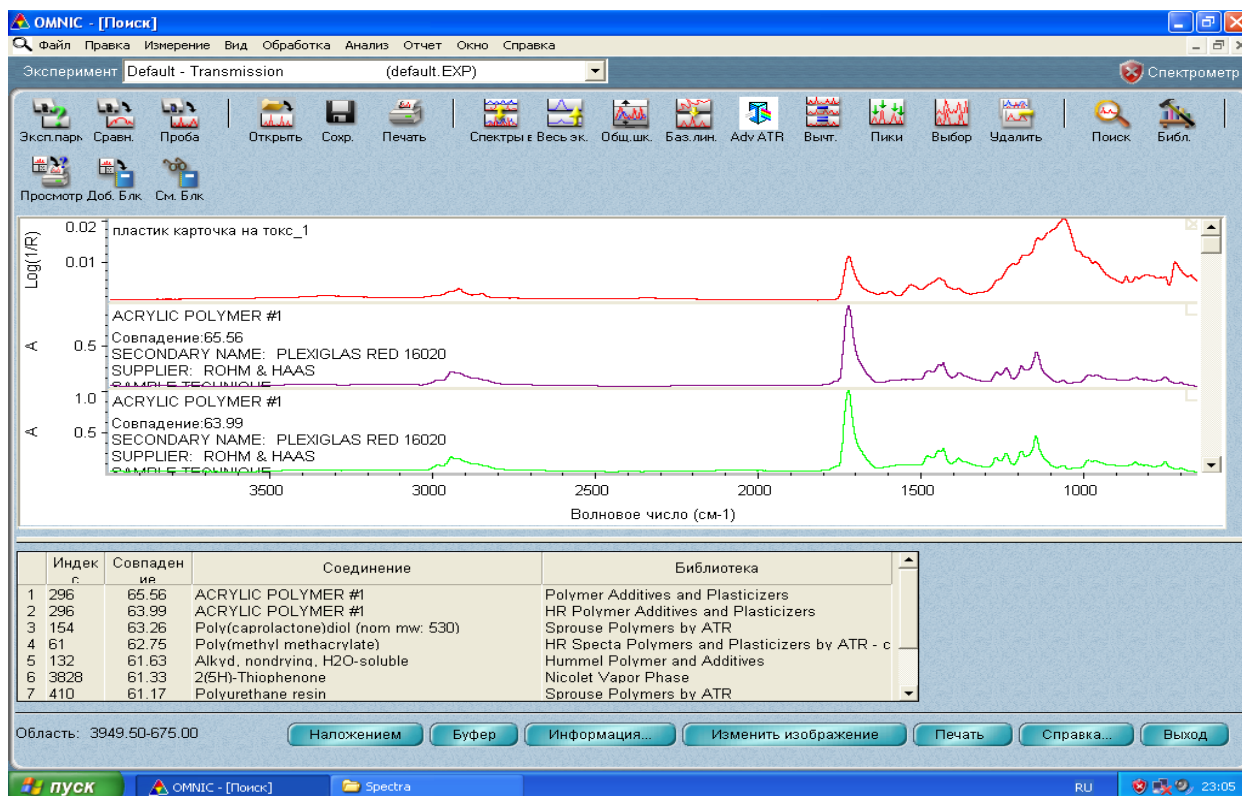 OMNIC - [Поиск]
Файл Правка Измерение Вид Обработка Анализ Отчет Окно Справка
Эксперимент Default - Transmission (default.EXP) Спектрометр
Эксп.парк Сравн. Проба Открыть Сохр. Печать Спектры в Весь эк. Общ.шк. Баз.лин. Adv ATR Вычт. Пики Выбор Удалить Поиск Библ.
Просмотр Доб. Блк См. Блк
Log(1/R)
0.02
0.01
пластик карточка на токс_1
A
0.5
ACRYLIC POLYMER #1
Совпадение:65.56
SECONDARY NAME: PLEXIGLAS RED 16020
SUPPLIER: ROHM & HAAS
SAMPLE TECHNIQUE
A
1.0
0.5
ACRYLIC POLYMER #1
Совпадение:63.99
SECONDARY NAME: PLEXIGLAS RED 16020
SUPPLIER: ROHM & HAAS
SAMPLE TECHNIQUE
3500 3000 2500 2000 1500 1000
Волновое число (см-1)
Индекс Совпадение Соединение Библиотека
1 296 65.56 ACRYLIC POLYMER #1 Polymer Additives and Plasticizers
2 296 63.99 ACRYLIC POLYMER #1 HR Polymer Additives and Plasticizers
3 154 63.26 Poly(caprolactone)diol (nom mw: 530) Sprouse Polymers by ATR
4 61 62.75 Poly(methyl methacrylate) HR Specta Polymers and Plasticizers by ATR - c
5 132 61.63 Alkyd, nondrying, H2O-soluble Hummel Polymer and Additives
6 3828 61.33 2(5H)-Thiophenone Nicolet Vapor Phase
7 410 61.17 Polyurethane resin Sprouse Polymers by ATR
Область: 3949.50-675.00 Наложением Буфер Информация... Изменить изображение Печать Справка... Выход
пуск OMNIC - [Поиск] Spectra RU 23:05